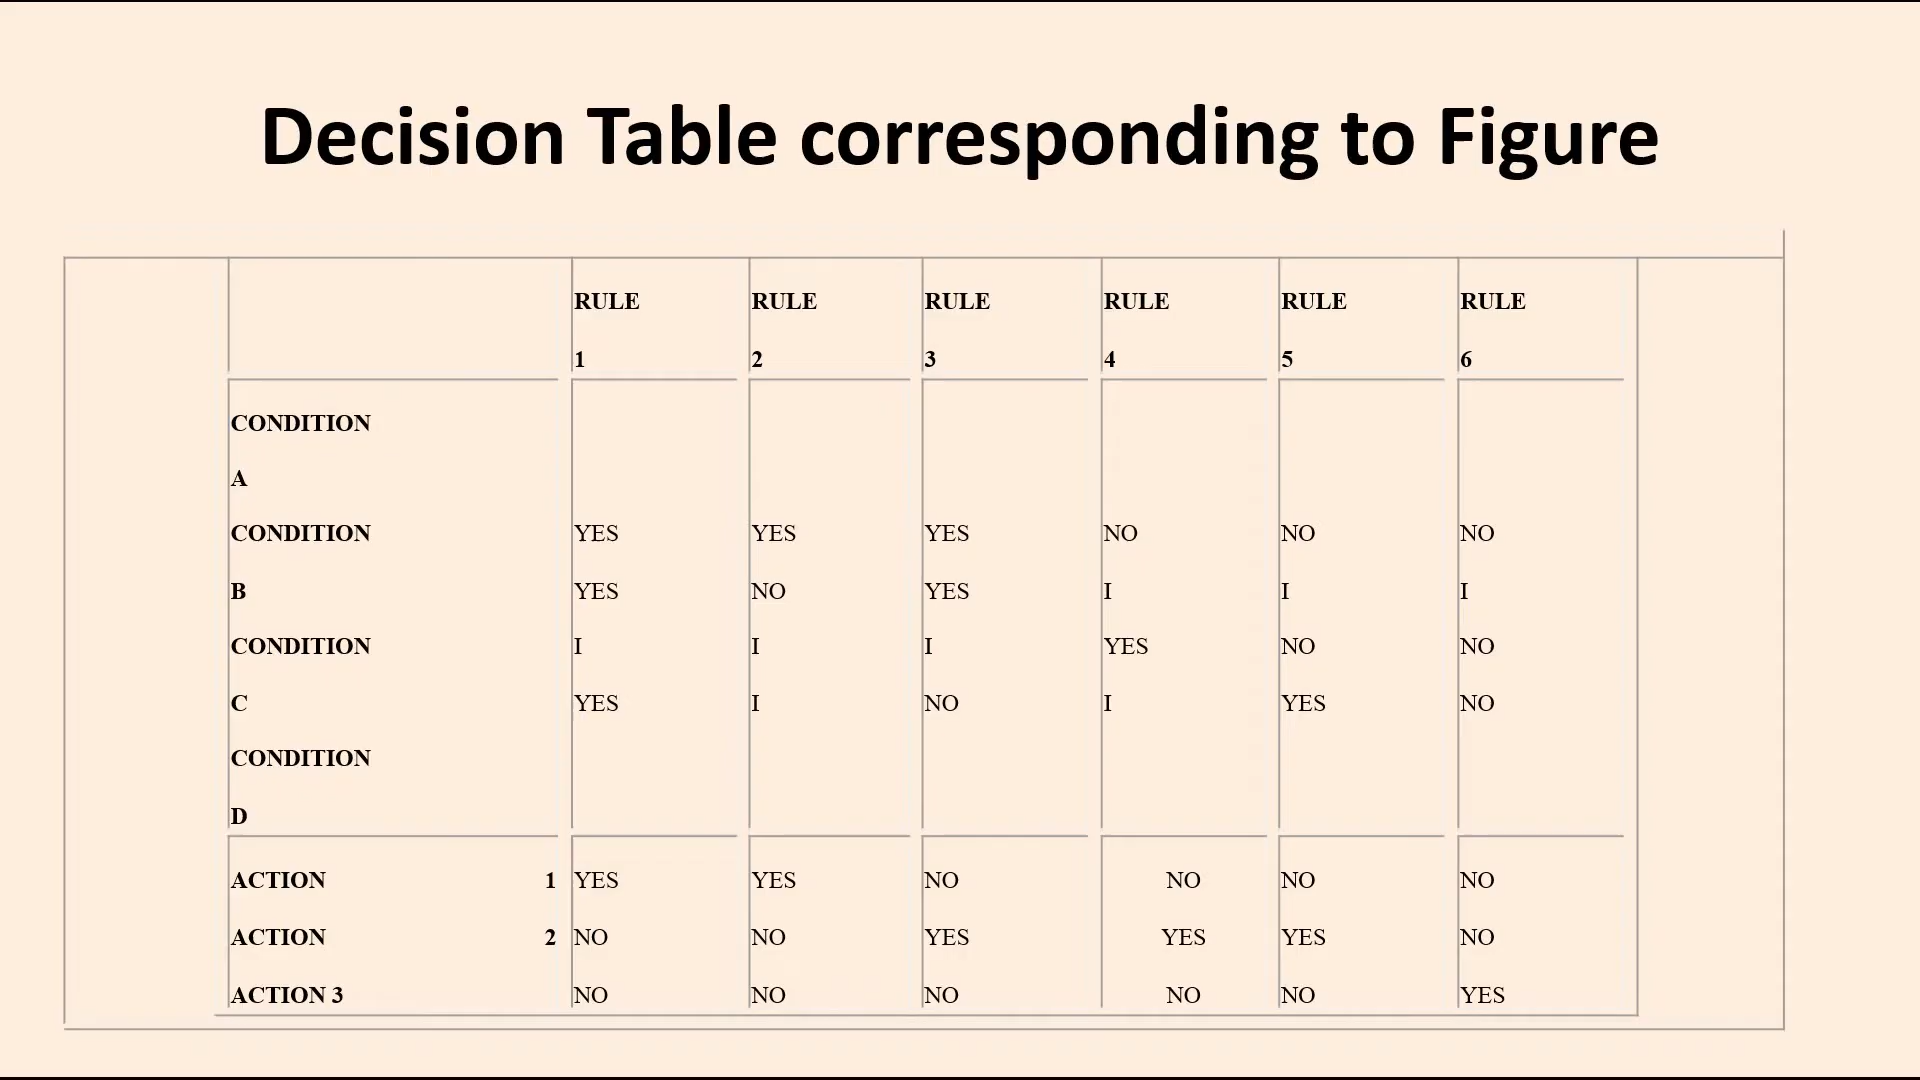 Decision Table corresponding to Figure
RULE RULE RULE RULE RULE RULE
1 2 3 4 5 6
CONDITION
A
CONDITION YES YES YES NO NO NO
B YES NO YES I I I
CONDITION I I I YES NO NO
C YES I NO I YES NO
CONDITION
D
ACTION 1 YES YES NO NO NO NO
ACTION 2 NO NO YES YES YES NO
ACTION 3 NO NO NO NO NO YES